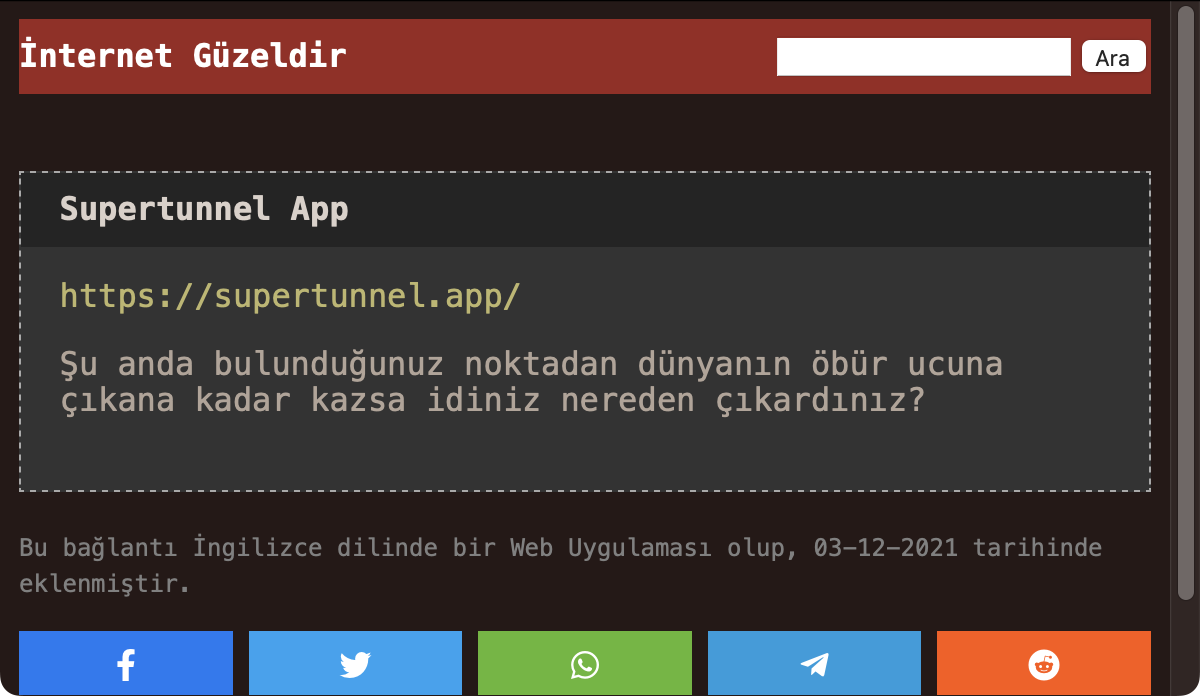 İnternet Güzeldir
Ara
Supertunnel App
https://supertunnel.app/
Şu anda bulunduğunuz noktadan dünyanın öbür ucuna
çıkana kadar kazsa idiniz nereden çıkardınız?
Bu bağlantı İngilizce dilinde bir Web Uygulaması olup, 03-12-2021 tarihinde
eklenmiştir.